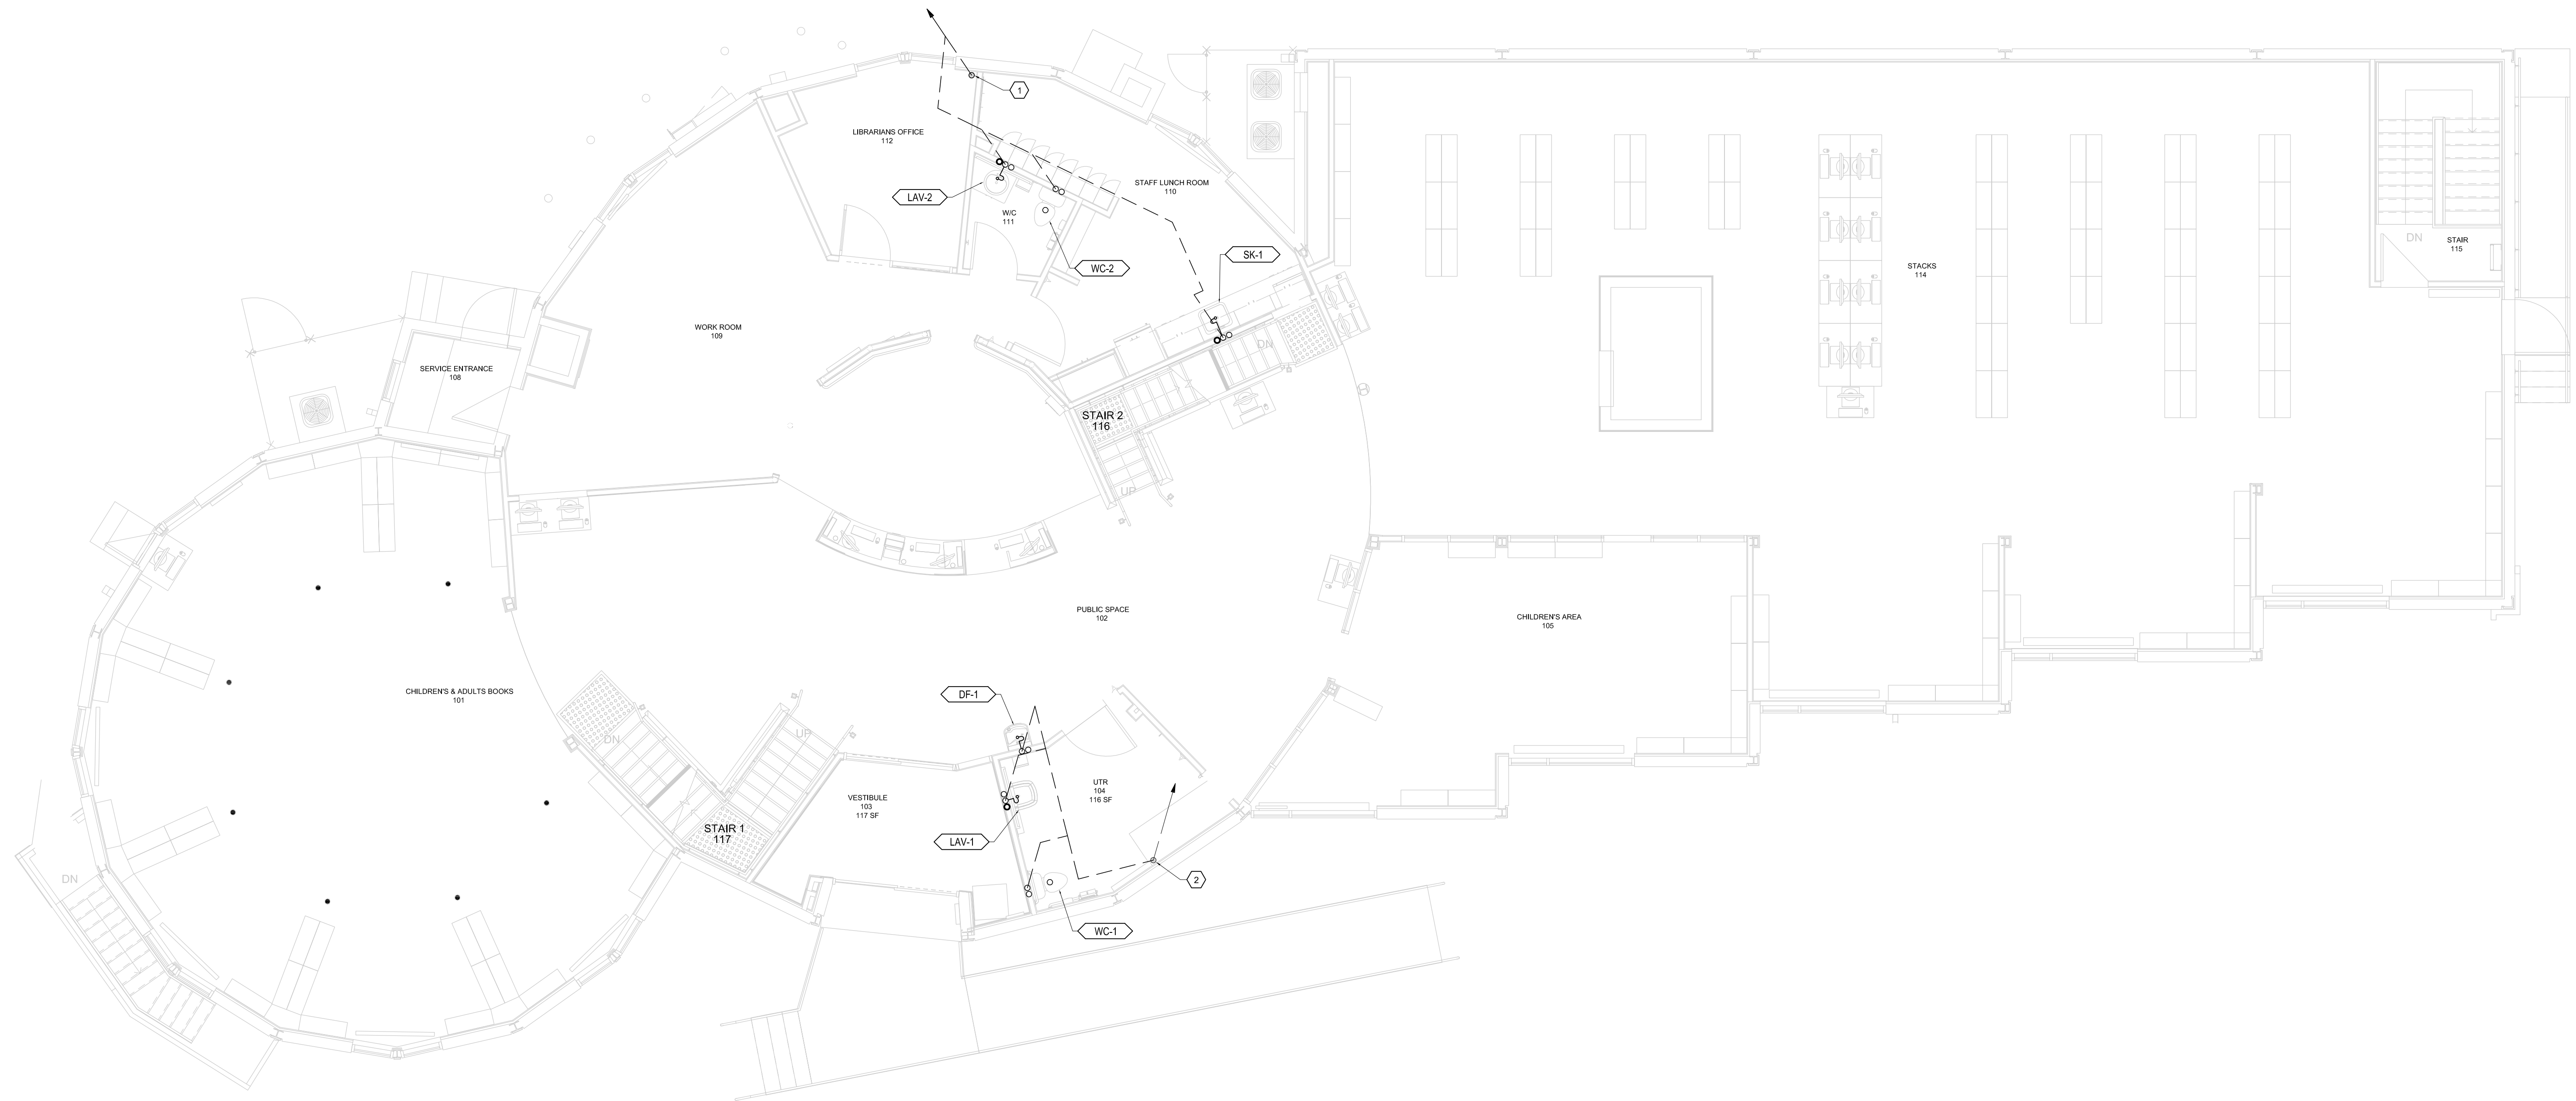 1
LIBRARIANS OFFICE
112
LAV-2
STAFF LUNCH ROOM
110
W/C
111
WC-2
SK-1
STACKS
114
DN
STAIR
115
WORK ROOM
109
SERVICE ENTRANCE
108
DN
STAIR 2
116
UP
PUBLIC SPACE
102
CHILDREN'S AREA
105
CHILDREN'S & ADULTS BOOKS
101
DF-1
DN
UP
VESTIBULE
103
117 SF
UTR
104
116 SF
STAIR 1
117
LAV-1
2
DN
WC-1